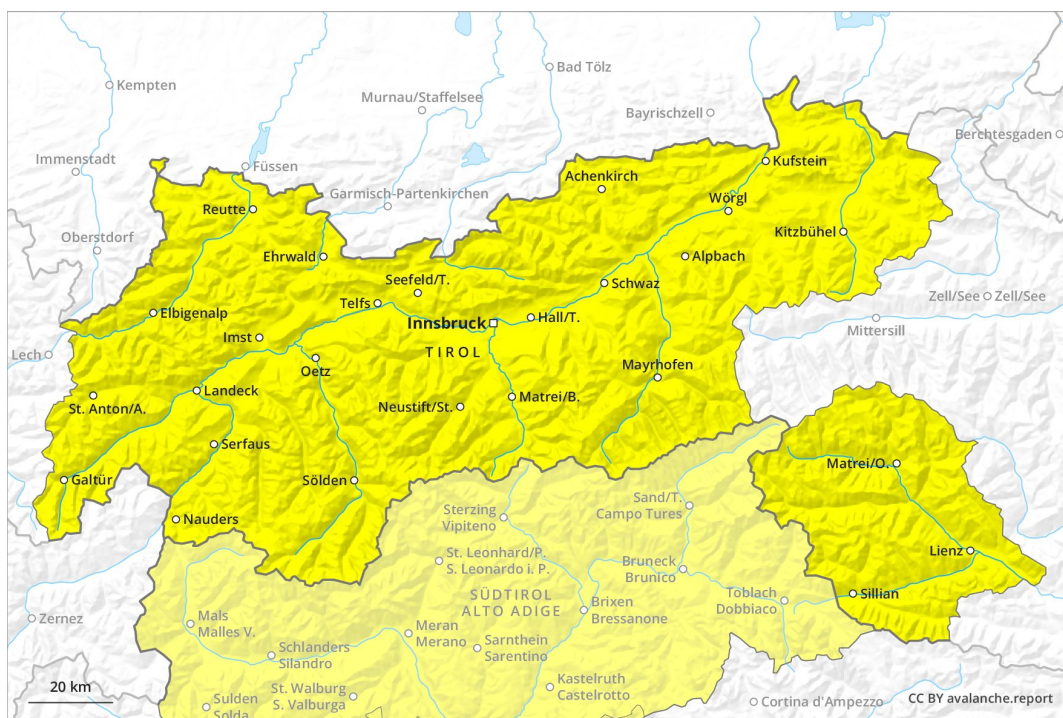 Kempten
Bad Tölz
Murnau/Staffelsee
Bayrischzell
Berchtesgaden
Immenstadt
Füssen
Kufstein
Achenkirch
Garmisch-Partenkirchen
Wörgl
Reutte
Oberstdorf
Kitzbühel
Ehrwald
Alpbach
Seefeld/T.
Schwaz
Telfs
Zell/See
Zell/See
Elbigenalp
Innsbruck
Hall/T.
Mittersill
Imst
TIROL
Lech
Oetz
Mayrhofen
Landeck
St. Anton/A.
Neustift/St.
Matrei/B.
Serfaus
Matrei/O.
Galtür
Sölden
Sand/T.
Campo Tures
Sterzing
Vipiteno
Nauders
Lienz
St. Leonhard/P.
S. Leonardo i. P.
Bruneck
Brunico
SÜDTIROL
ALTO ADIGE
Toblach
Dobbiaco
Sillian
Zernez
Mals
Malles V.
Brixen
Bressanone
Meran
Merano
Sarnthein
Sarentino
Schlanders
Silandro
20 km
St. Walburg
S. Valburga
Kastelruth
Castelrotto
Sulden
Solda
Cortina d'Ampezzo
CC BY avalanche.report